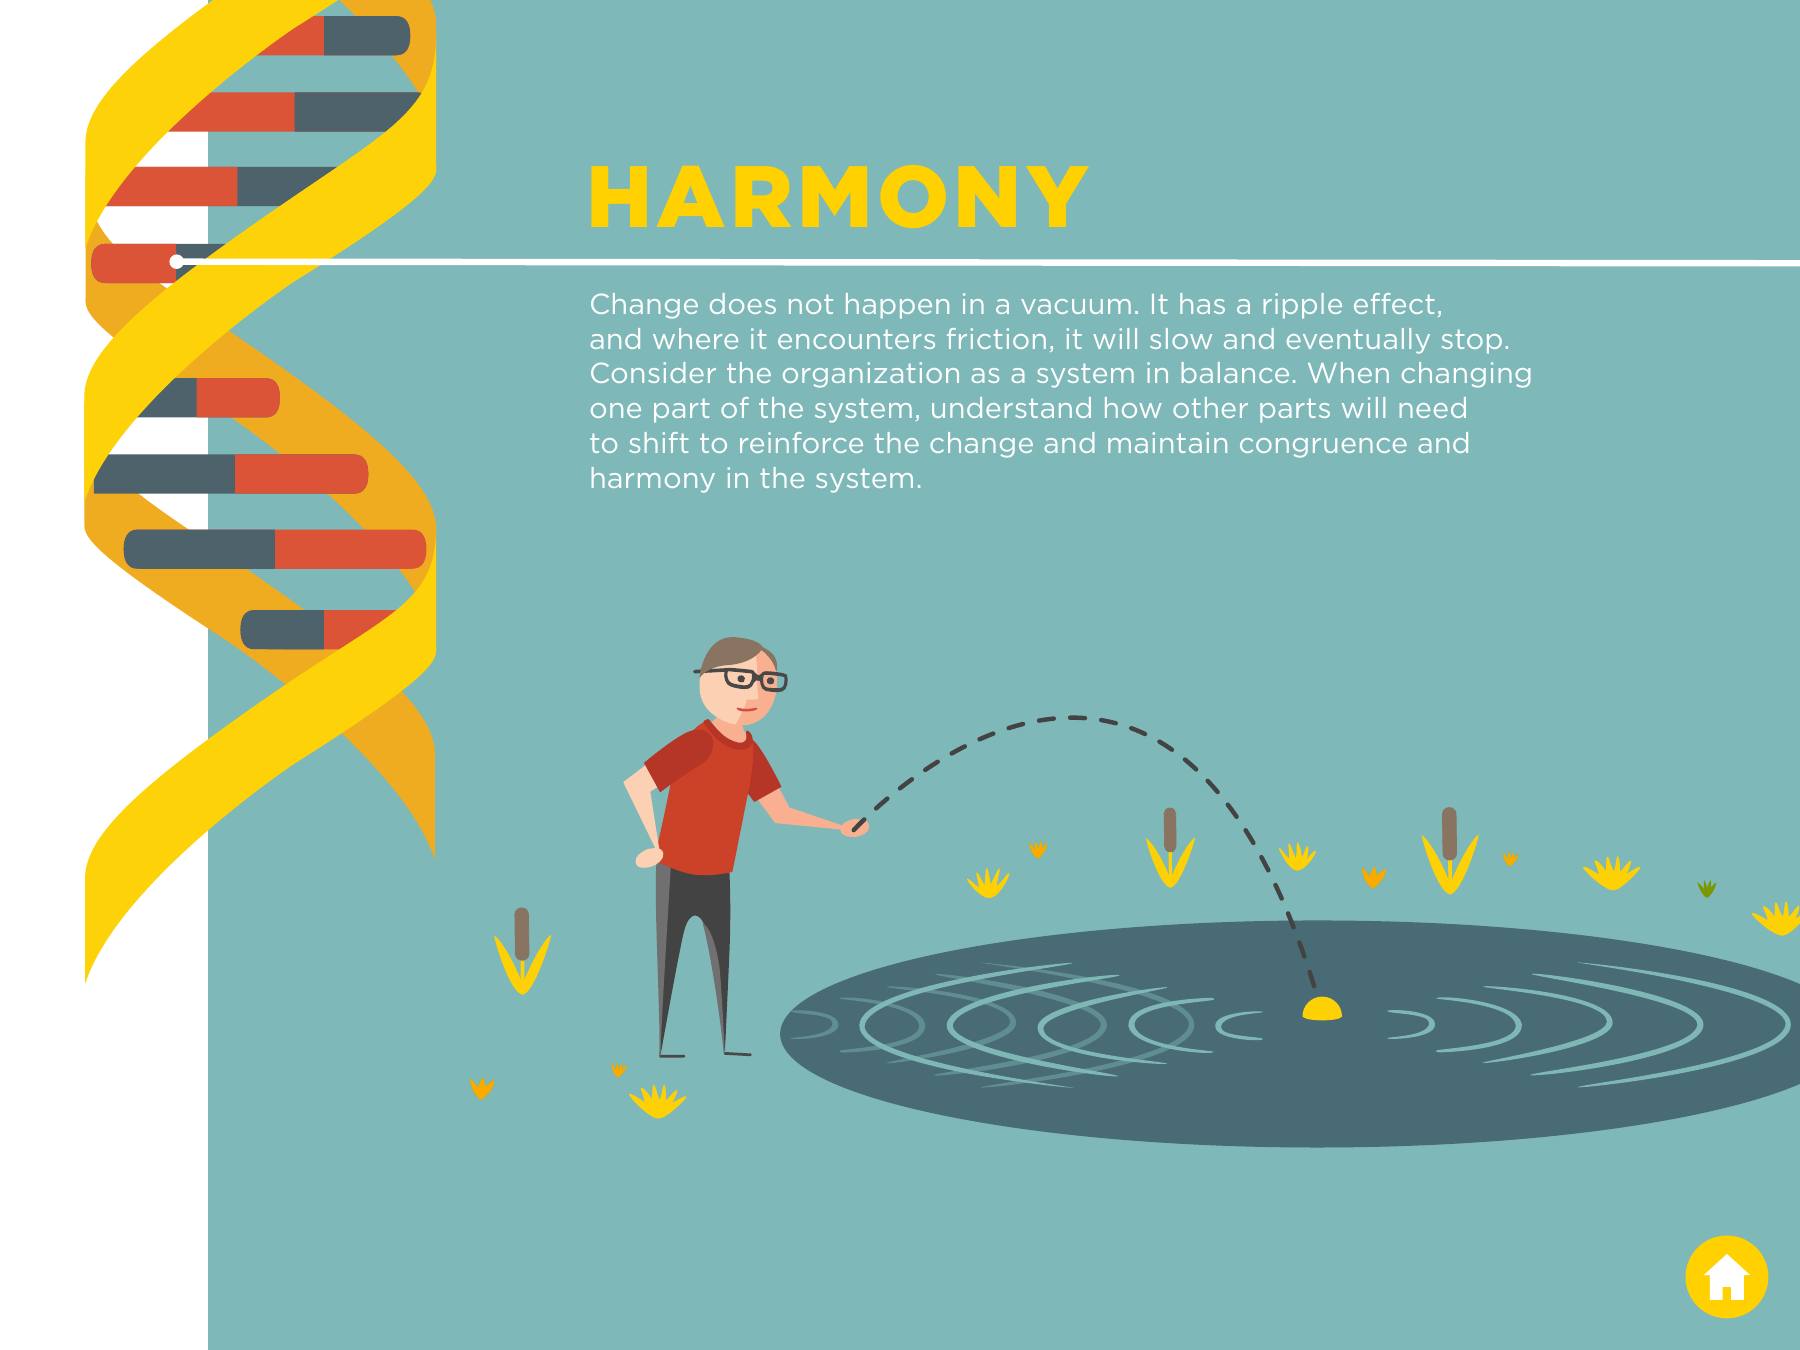 HARMONY
Change does not happen in a vacuum. It has a ripple effect,
and where it encounters friction, it will slow and eventually stop.
Consider the organization as a system in balance. When changing
one part of the system, understand how other parts will need
to shift to reinforce the change and maintain congruence and
harmony in the system.